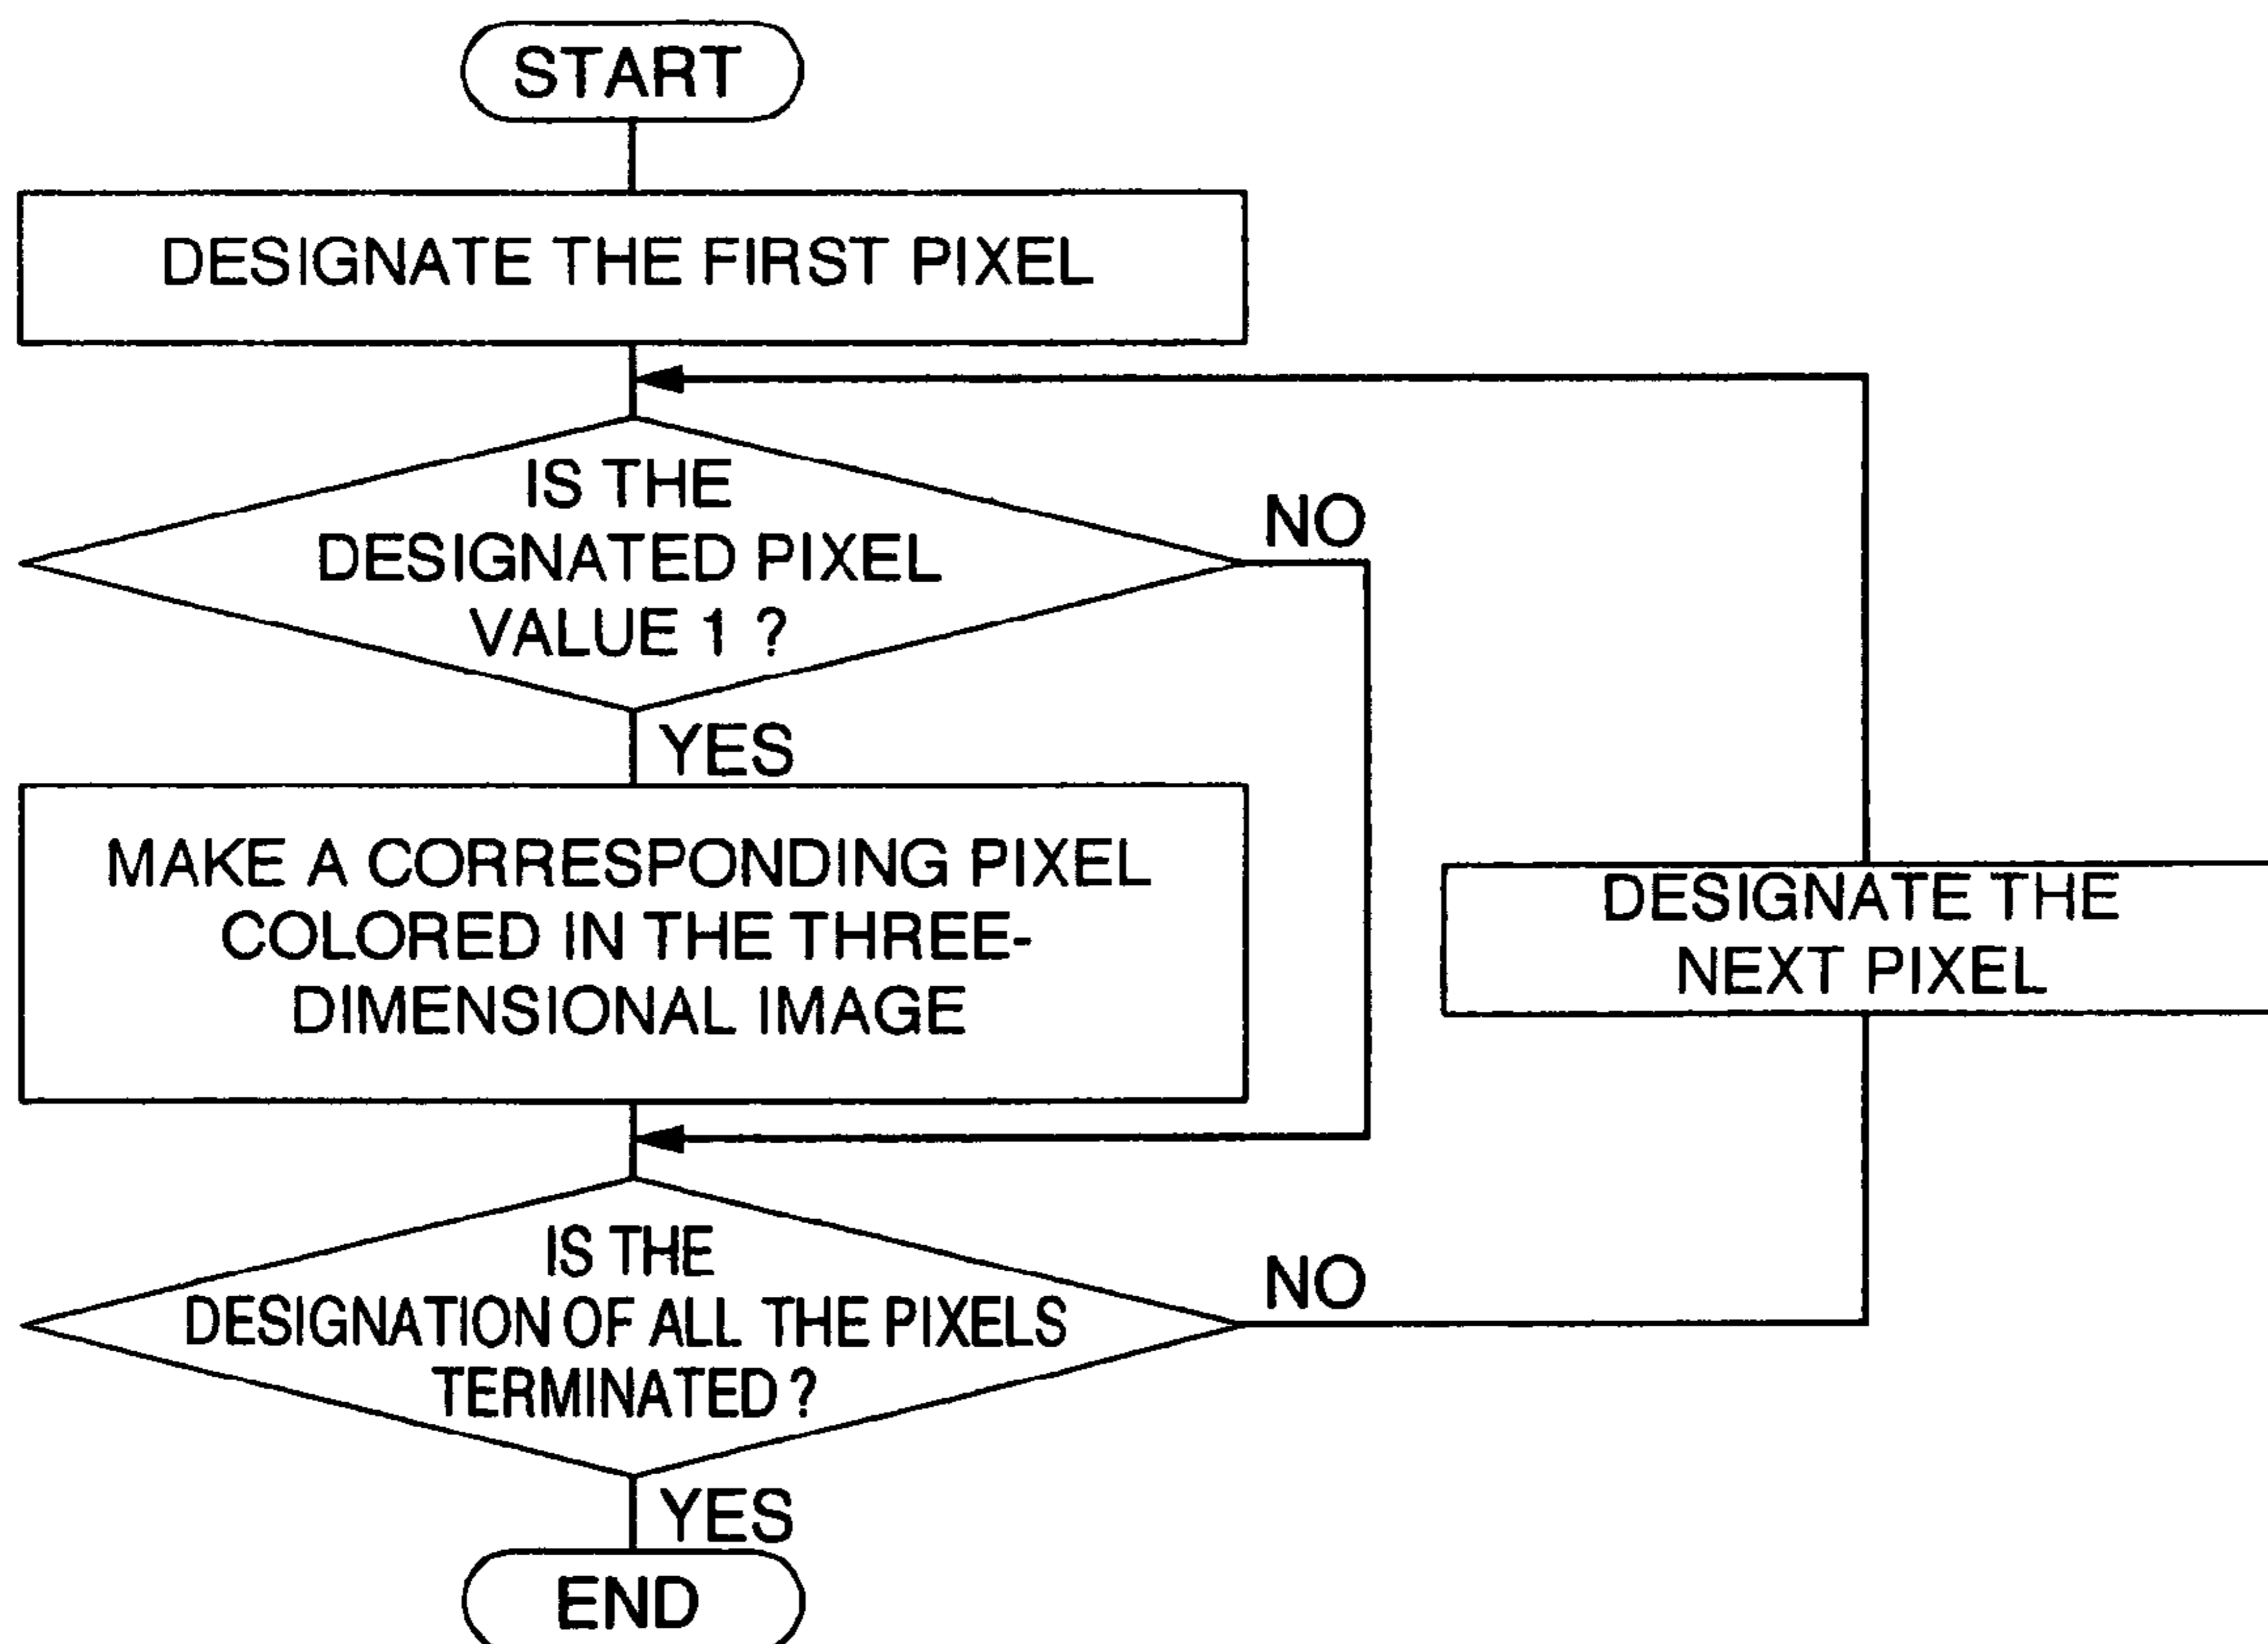 START
DESIGNATE THE FIRST PIXEL
IS THE
DESIGNATED PIXEL
VALUE 1 ?
NO
YES
MAKE A CORRESPONDING PIXEL
COLORED IN THE THREE-
DIMENSIONAL IMAGE
DESIGNATE THE
NEXT PIXEL
IS THE
DESIGNATION OF ALL THE PIXELS
TERMINATED ?
NO
YES
END